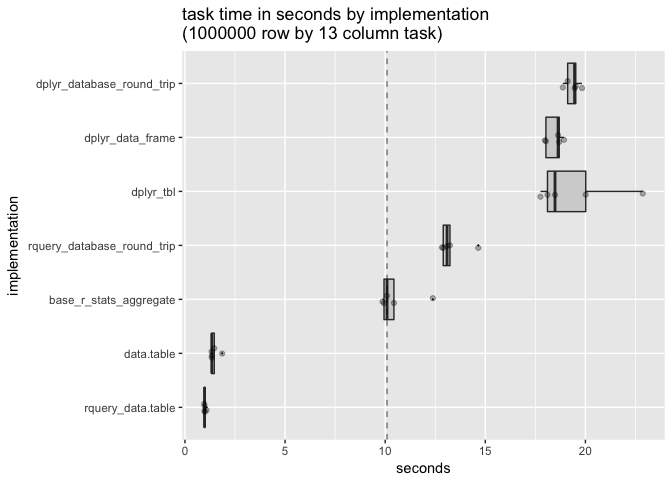 task time in seconds by implementation
(1000000 row by 13 column task)
implementation
dplyr_database_round_trip
dplyr_data_frame
dplyr_tbl
rquery_database_round_trip
base_r_stats_aggregate
data.table
rquery_data.table
0 5 10 15 20
seconds